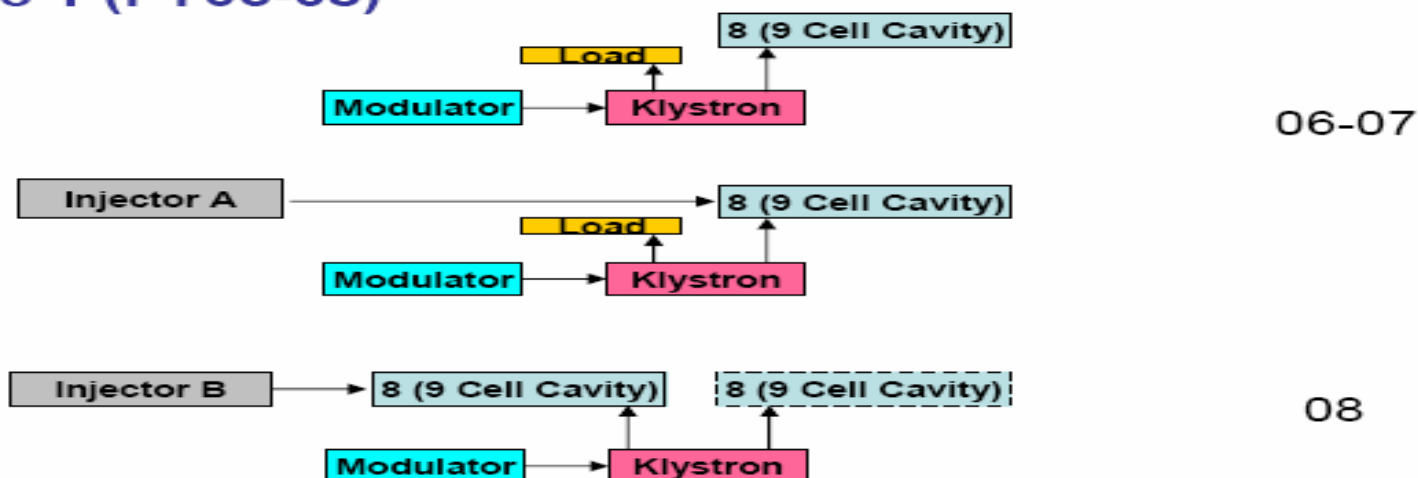 8 (9 Cell Cavity)
Load
Modulator
Klystron
06-07
Injector A
8 (9 Cell Cavity)
Load
Modulator
Klystron
Injector B
8 (9 Cell Cavity)
8 (9 Cell Cavity)
08
Modulator
Klystron